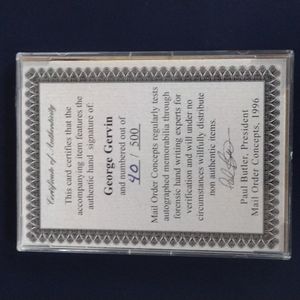 Certificate of Authenticity
This card certifies that the
accompanying item features the
authentic hand signature of:
George Gervin
and numbered out of
40 / 500
Mail Order Concepts regularly tests
autographed memorabilia through
forensic hand writing experts for
verification and will under no
circumstances willfully distribute
non authentic items.
Paul Butler, President
Mail Order Concepts, 1996